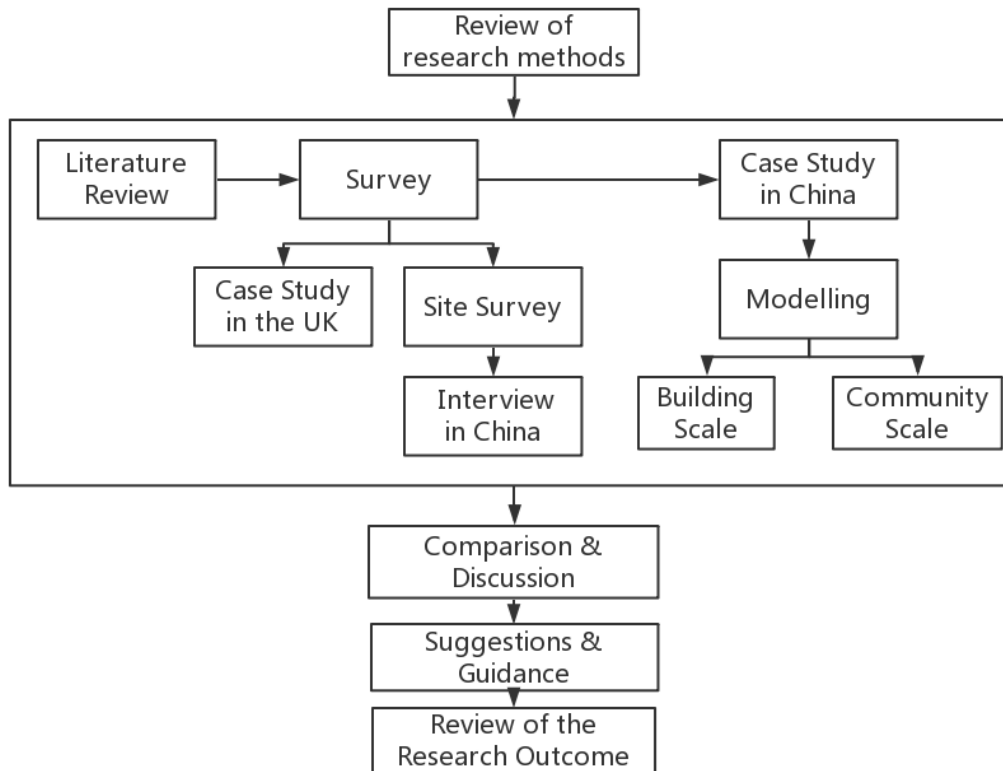 Review of
research methods
Literature
Review
Survey
Case Study
in China
Case Study
in the UK
Site Survey
Modelling
Interview
in China
Building
Scale
Community
Scale
Comparison &
Discussion
Suggestions &
Guidance
Review of the
Research Outcome